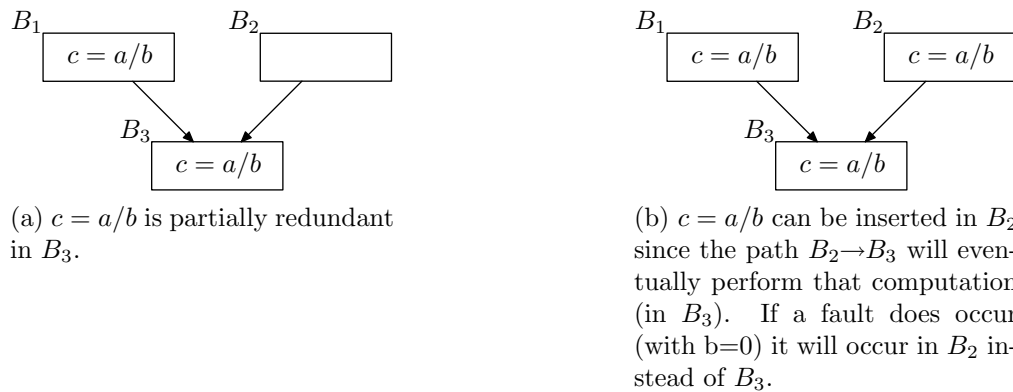 B₁ B₂ B₁ B₂
c = a/b c = a/b c = a/b
B₃ B₃
c = a/b c = a/b
(a) c = a/b is partially redundant
in B₃.
(b) c = a/b can be inserted in B₂
since the path B₂→B₃ will even-
tually perform that computation
(in B₃). If a fault does occur
(with b=0) it will occur in B₂ in-
stead of B₃.